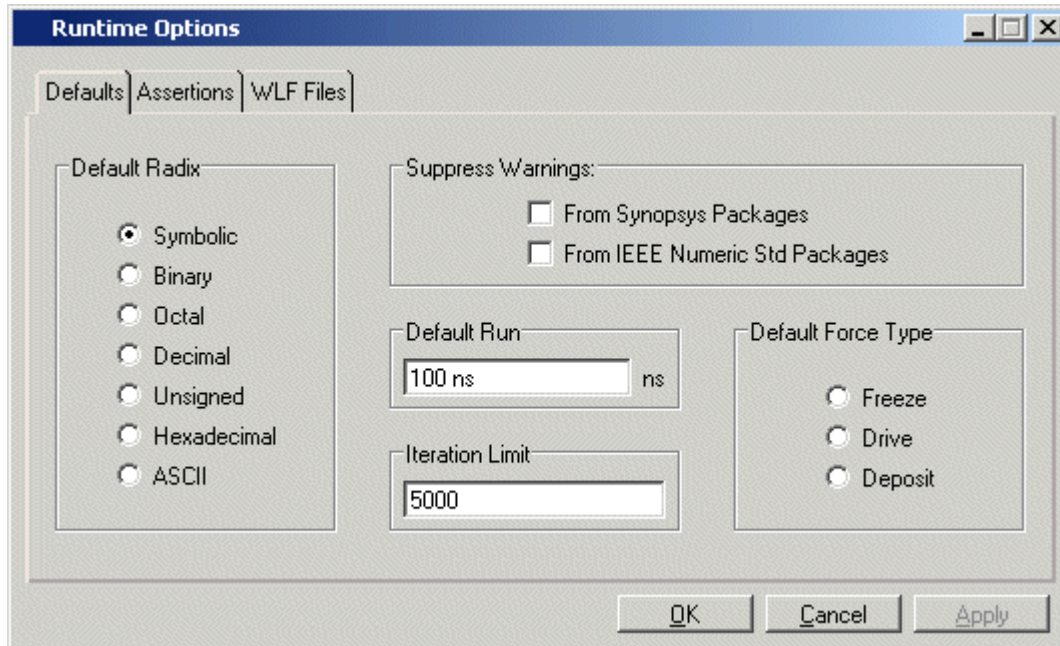 Runtime Options
Defaults Assertions WLF Files
Default Radix
Symbolic
Binary
Octal
Decimal
Unsigned
Hexadecimal
ASCII
Suppress Warnings:
From Synopsys Packages
From IEEE Numeric Std Packages
Default Run
100 ns ns
Iteration Limit
5000
Default Force Type
Freeze
Drive
Deposit
OK Cancel Apply